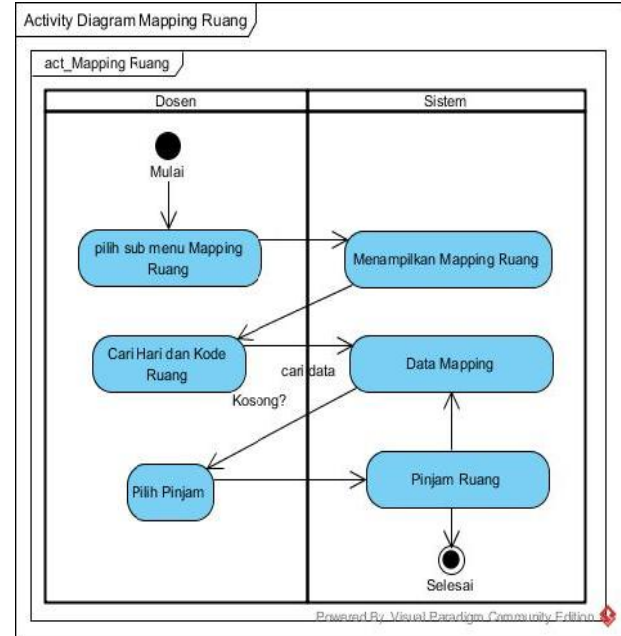 Activity Diagram Mapping Ruang
act_Mapping Ruang
Dosen
Sistem
Mulai
pilih sub menu Mapping
Ruang
Menampilkan Mapping Ruang
Cari Hari dan Kode
Ruang
cari data
Data Mapping
Kosong?
Pilih Pinjam
Pinjam Ruang
Selesai
Powered By Visual Paradigm Community Edition